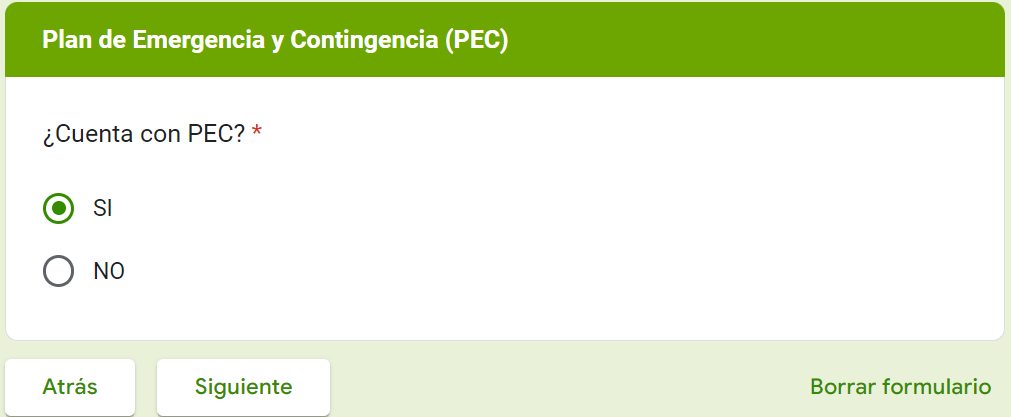 Plan de Emergencia y Contingencia (PEC)
¿Cuenta con PEC? *
SI
NO
Atrás
Siguiente
Borrar formulario